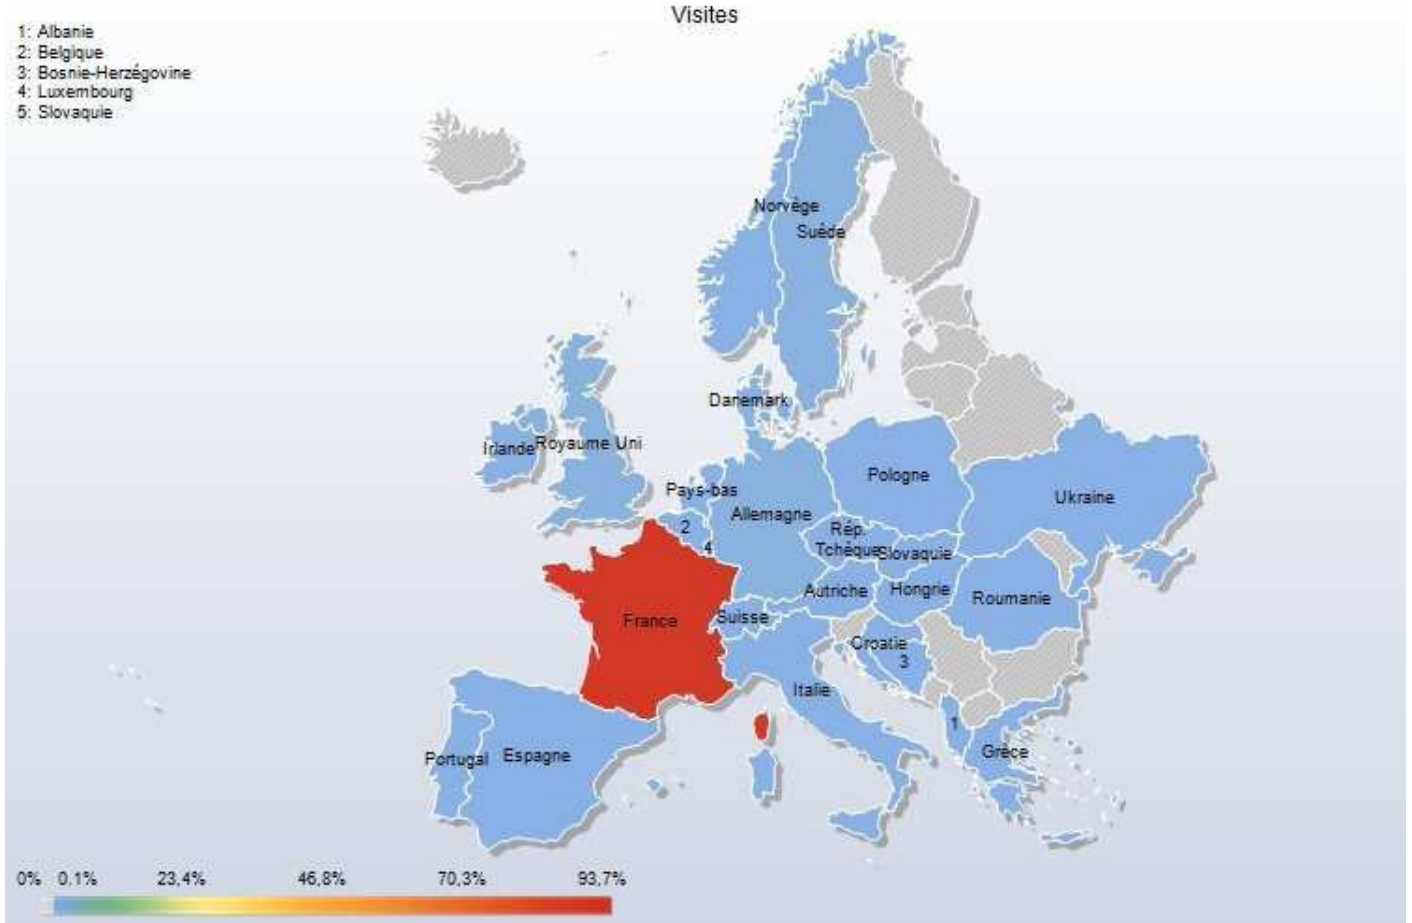 Visites
1: Albanie
2: Belgique
3: Bosnie-Herzégovine
4: Luxembourg
5: Slovaquie
Norvège
Suède
Danemark
Irlande
Royaume Uni
Pays-bas
Pologne
Ukraine
Allemagne
2
4
Rép.
Tchèque
Slovaquie
Autriche
Hongrie
Roumanie
France
Suisse
Croatie
3
Italie
1
Grèce
Portugal
Espagne
0% 0,1% 23,4% 46,8% 70,3% 93,7%